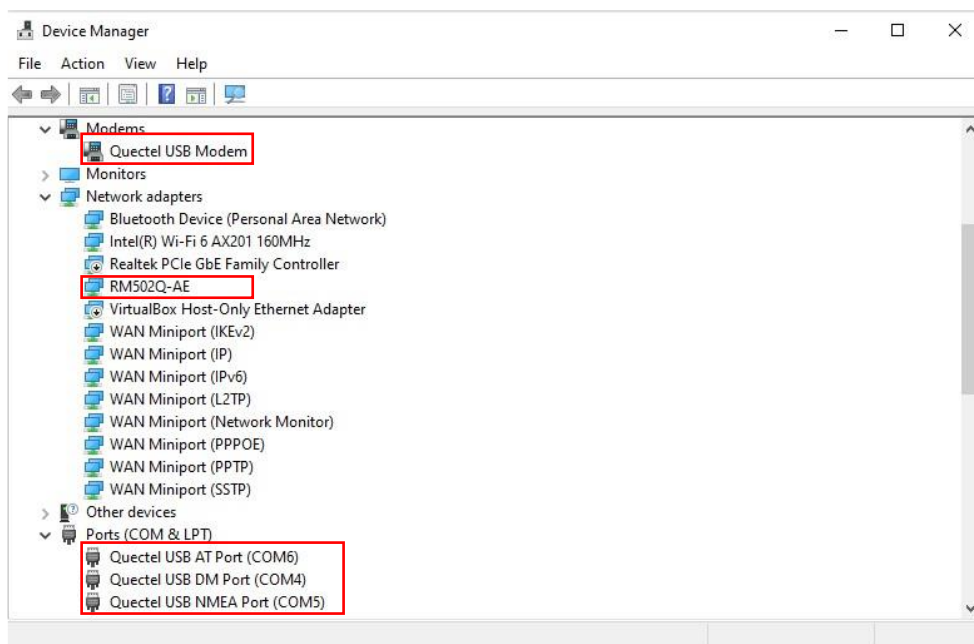 Device Manager
File Action View Help
Modems
Quectel USB Modem
Monitors
Network adapters
Bluetooth Device (Personal Area Network)
Intel(R) Wi-Fi 6 AX201 160MHz
Realtek PCIe GbE Family Controller
RM502Q-AE
VirtualBox Host-Only Ethernet Adapter
WAN Miniport (IKEv2)
WAN Miniport (IP)
WAN Miniport (IPv6)
WAN Miniport (L2TP)
WAN Miniport (Network Monitor)
WAN Miniport (PPPOE)
WAN Miniport (PPTP)
WAN Miniport (SSTP)
Other devices
Ports (COM & LPT)
Quectel USB AT Port (COM6)
Quectel USB DM Port (COM4)
Quectel USB NMEA Port (COM5)